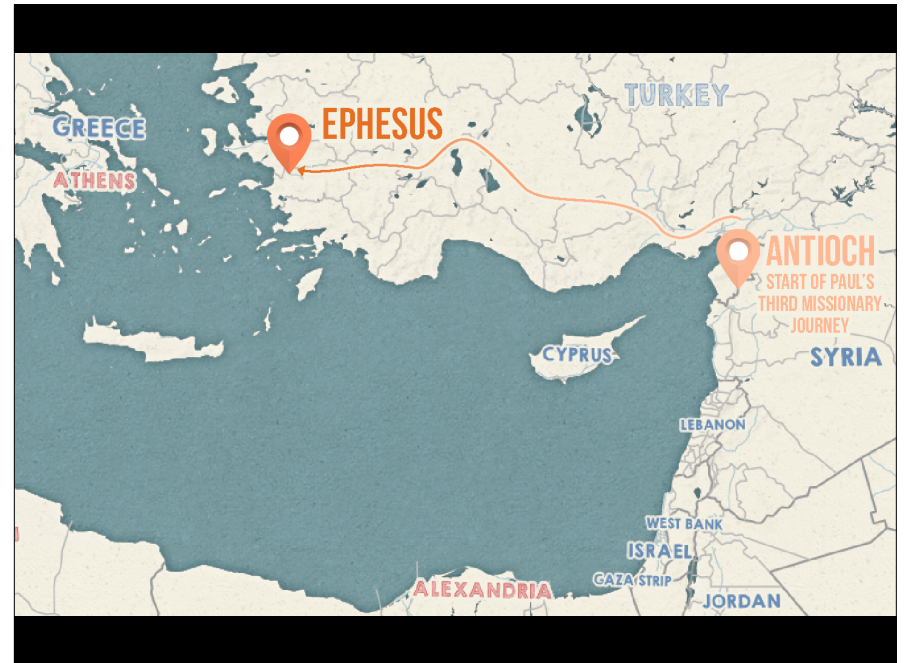 TURKEY
EPHESUS
GREECE
ATHENS
ANTIOCH
START OF PAUL'S
THIRD MISSIONARY
JOURNEY
CYPRUS
SYRIA
LEBANON
WEST BANK
ISRAEL
GAZA STRIP
ALEXANDRIA
JORDAN